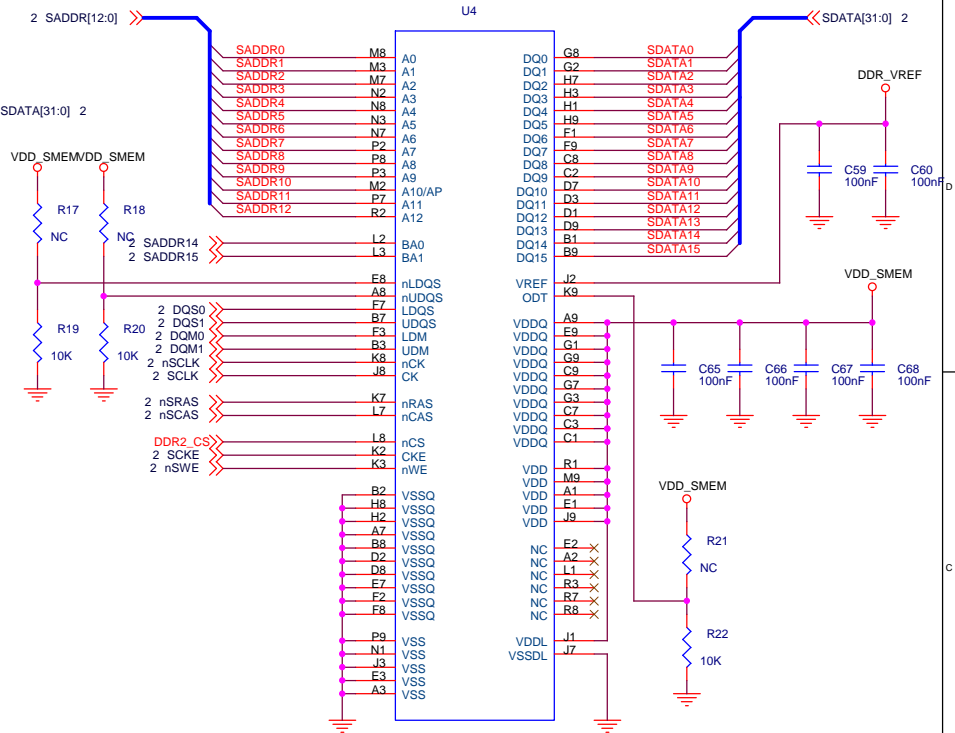 U4
2 SADDR[12:0]
SDATA[31:0] 2
SDATA[31:0] 2
SADDR0 M8 A0
SADDR1 M3 A1
SADDR2 M7 A2
SADDR3 N2 A3
SADDR4 N8 A4
SADDR5 N3 A5
SADDR6 N7 A6
SADDR7 P2 A7
SADDR8 P8 A8
SADDR9 P3 A9
SADDR10 M2 A10/AP
SADDR11 P7 A11
SADDR12 R2 A12
2 SADDR14 L2 BA0
2 SADDR15 L3 BA1
E8 nLDQS
A8 nUDQS
2 DQS0 F7 LDQS
2 DQS1 B7 UDQS
2 DQM0 F3 LDM
2 DQM1 B3 UDM
2 nSCLK K8 nCK
2 SCLK J8 CK
2 nSRAS K7 nRAS
2 nSCAS L7 nCAS
DDR2_CS L8 nCS
2 SCKE K2 CKE
2 nSWE K3 nWE
B2 VSSQ
H8 VSSQ
H2 VSSQ
A7 VSSQ
B8 VSSQ
D2 VSSQ
D8 VSSQ
E7 VSSQ
F2 VSSQ
F8 VSSQ
P9 VSS
N1 VSS
J3 VSS
E3 VSS
A3 VSS
VDD_SMEM VDD_SMEM
R17 R18
NC NC
R19 R20
10K 10K
DQ0 G8 SDATA0
DQ1 G2 SDATA1
DQ2 H7 SDATA2
DQ3 H3 SDATA3
DQ4 H1 SDATA4
DQ5 H9 SDATA5
DQ6 F1 SDATA6
DQ7 F9 SDATA7
DQ8 C8 SDATA8
DQ9 C2 SDATA9
DQ10 D7 SDATA10
DQ11 D3 SDATA11
DQ12 D1 SDATA12
DQ13 D9 SDATA13
DQ14 B1 SDATA14
DQ15 B9 SDATA15
VREF J2
ODT K9
VDDQ A9
VDDQ E9
VDDQ G1
VDDQ G9
VDDQ C9
VDDQ G7
VDDQ G3
VDDQ C7
VDDQ C3
VDDQ C1
VDD R1
VDD M9
VDD A1
VDD E1
VDD J9
NC E2
NC A2
NC L1
NC R3
NC R7
NC R8
VDDL J1
VSSDL J7
DDR_VREF
C59 C60
100nF 100nF
D
VDD_SMEM
C65 C66 C67 C68
100nF 100nF 100nF 100nF
VDD_SMEM
R21
NC
C
R22
10K